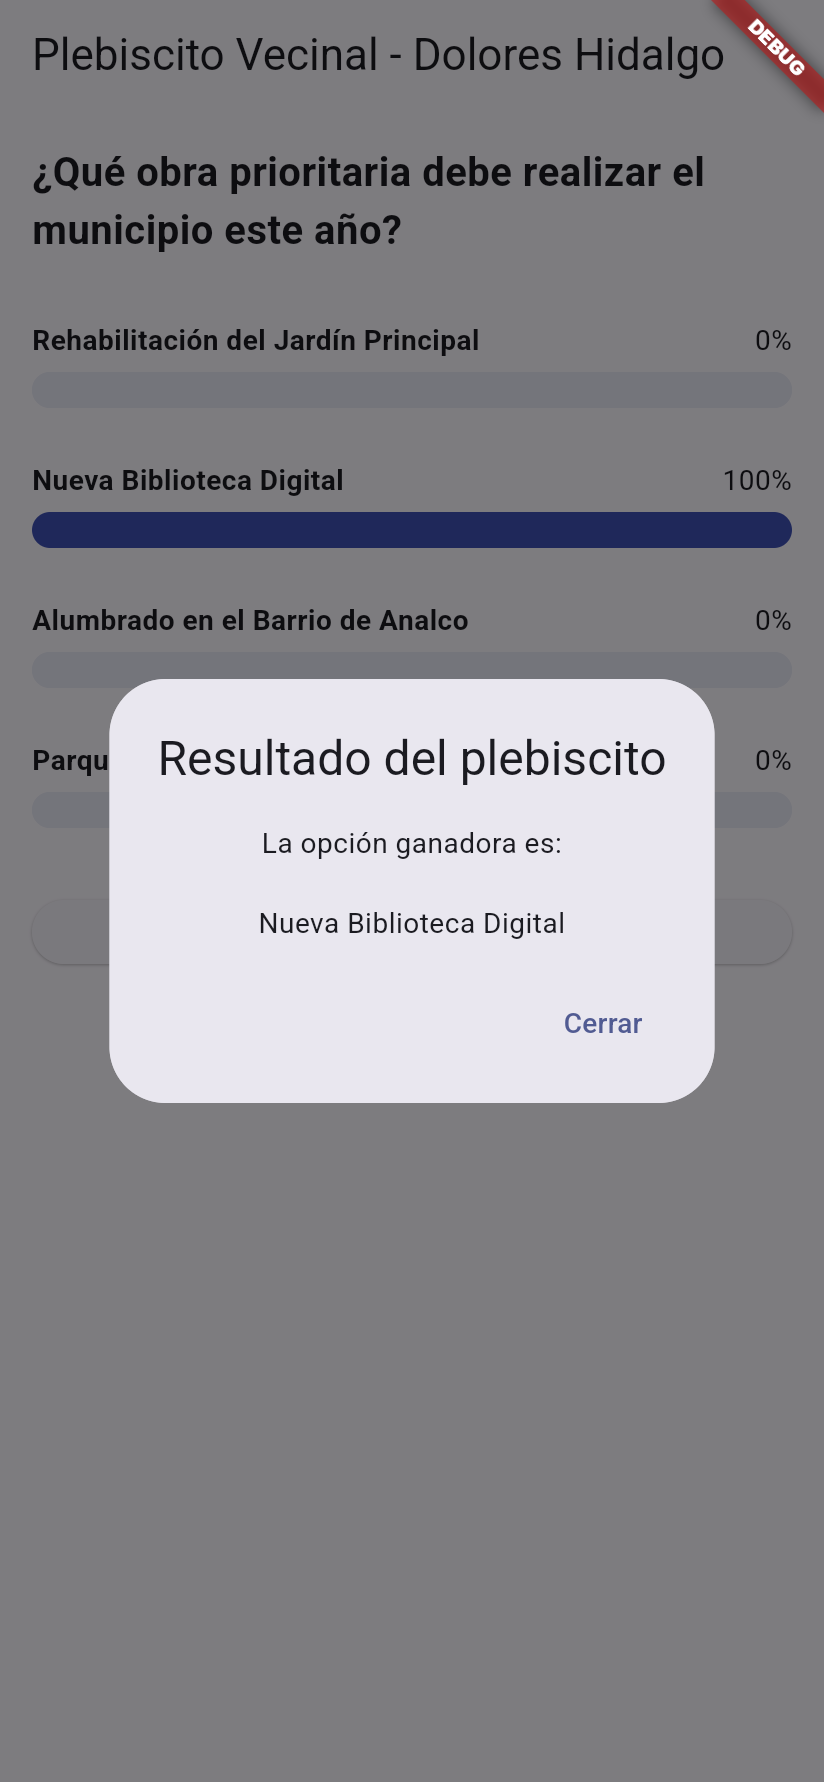 Plebiscito Vecinal - Dolores Hidalgo
DEBUG
¿Qué obra prioritaria debe realizar el
municipio este año?
Rehabilitación del Jardín Principal 0%
Nueva Biblioteca Digital 100%
Alumbrado en el Barrio de Analco 0%
0%
Resultado del plebiscito
La opción ganadora es:
Nueva Biblioteca Digital
Cerrar